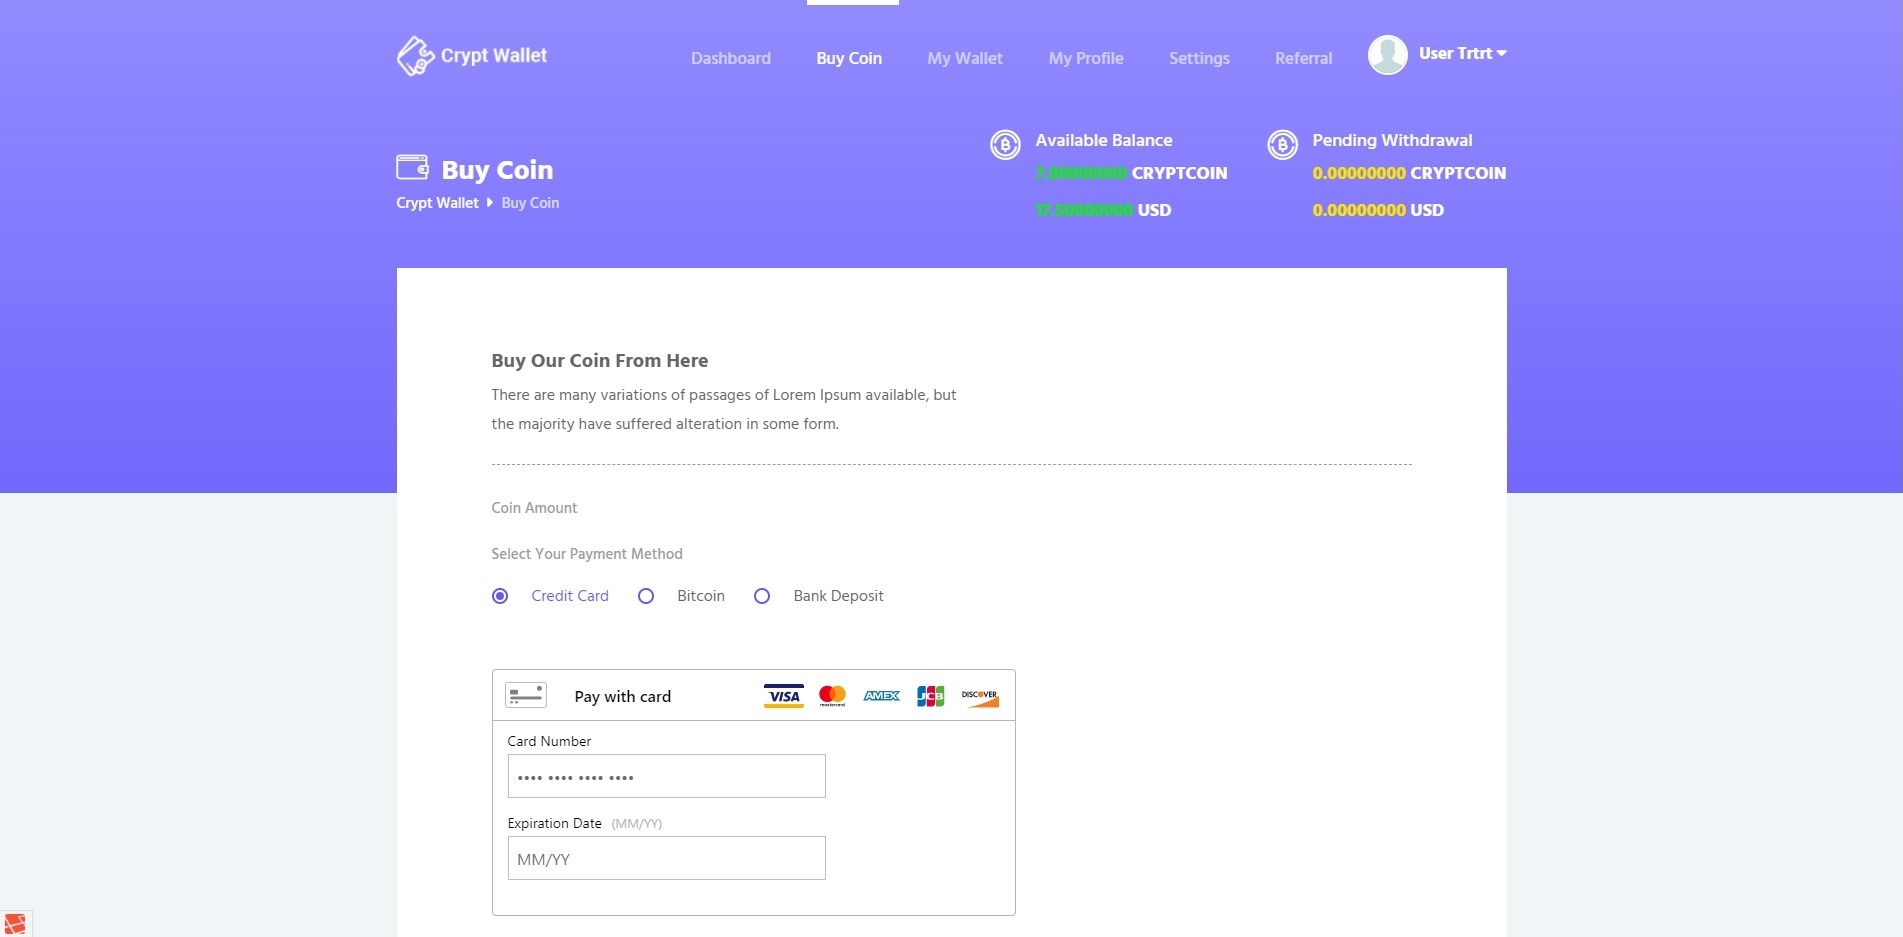 Crypt Wallet
Dashboard
Buy Coin
My Wallet
My Profile
Settings
Referral
User Trtrt
Buy Coin
Crypt Wallet Buy Coin
Available Balance
7.00000000 CRYPTCOIN
17.50000000 USD
Pending Withdrawal
0.00000000 CRYPTCOIN
0.00000000 USD
Buy Our Coin From Here
There are many variations of passages of Lorem Ipsum available, but
the majority have suffered alteration in some form.
Coin Amount
Select Your Payment Method
Credit Card
Bitcoin
Bank Deposit
Pay with card
VISA
mastercard
AMEX
JCB
DISCOVER
Card Number
•••• •••• •••• ••••
Expiration Date (MM/YY)
MM/YY